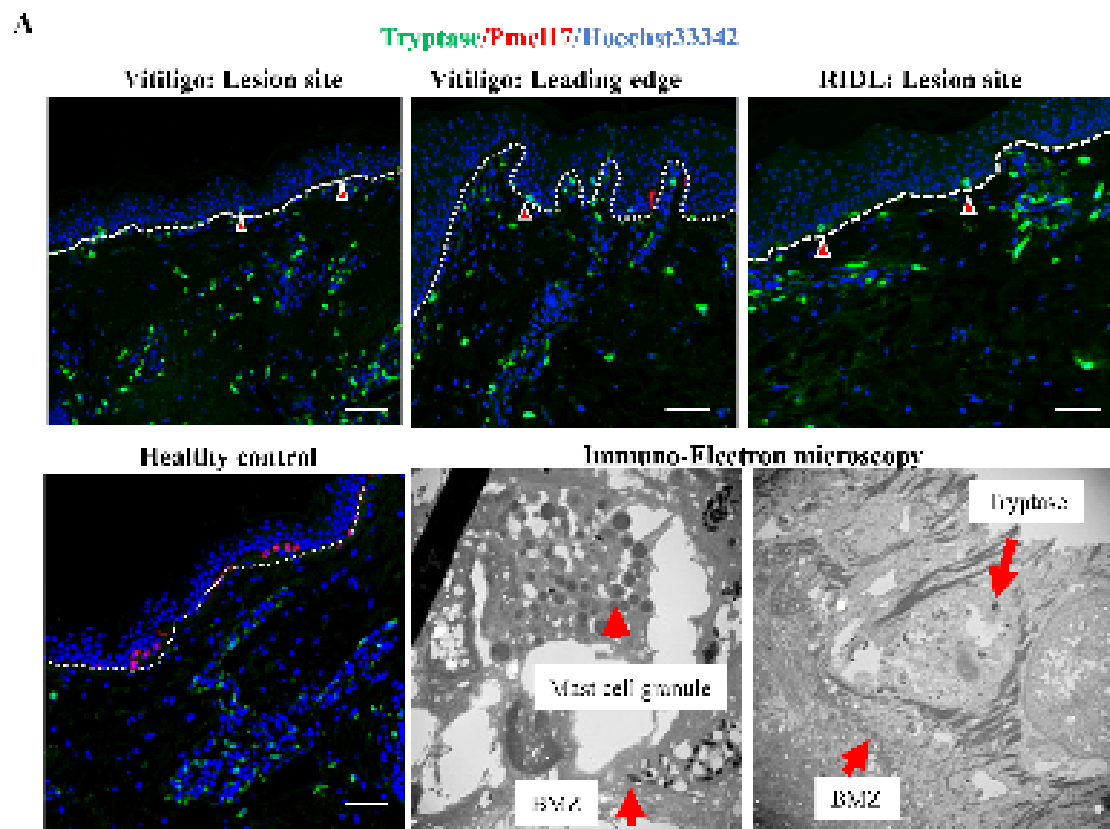 A
Tryptase/Pmel17/Hoechst33342
Vitiligo: Lesion site
Vitiligo: Leading edge
RIDL: Lesion site
Healthy control
Immuno-Electron microscopy
Tryptase
Mast cell granule
BMZ
BMZ